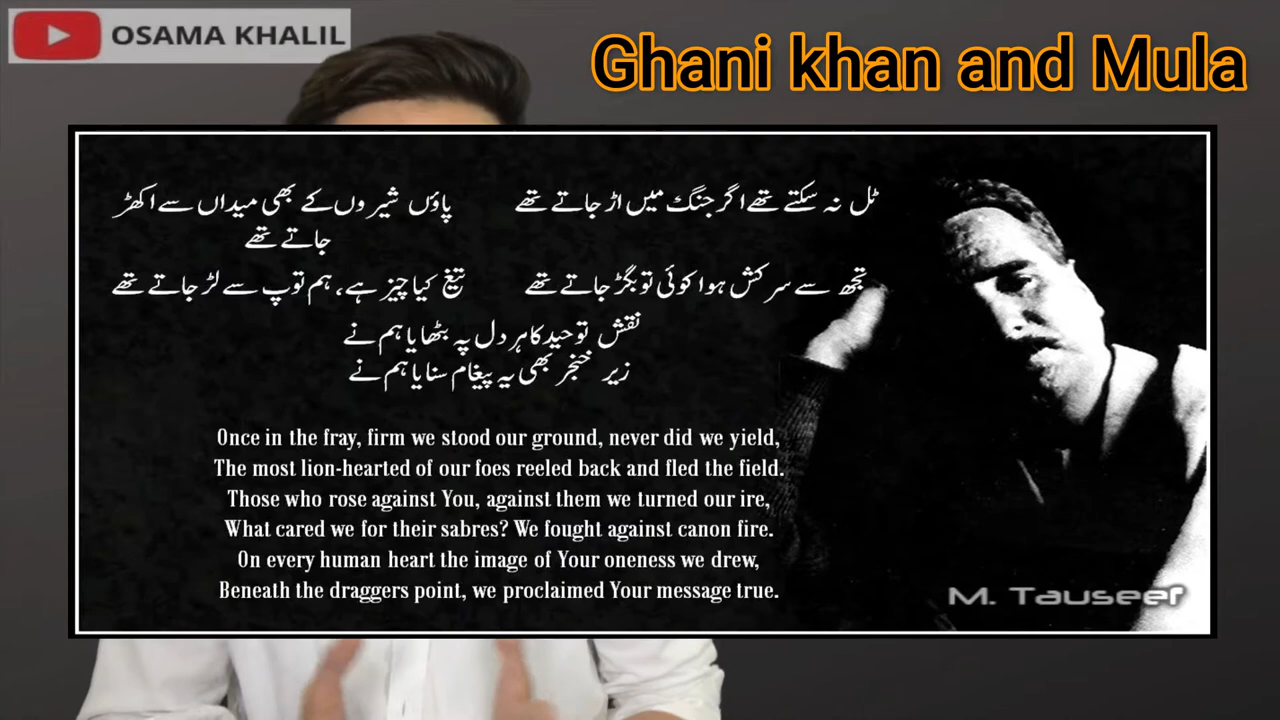 OSAMA KHALIL
Ghani khan and Mula
ٹل نہ سکتے تھے اگر جنگ میں اڑ جاتے تھے پاؤں شیروں کے بھی میداں سے اکھڑ
جاتے تھے
تجھ سے سرکش ہوا کوئی تو بگڑ جاتے تھے تیغ کیا چیز ہے، ہم توپ سے لڑ جاتے تھے
نقش توحید کا ہر دل پہ بٹھایا ہم نے
زیر خنجر بھی یہ پیغام سنایا ہم نے
Once in the fray, firm we stood our ground, never did we yield,
The most lion-hearted of our foes reeled back and fled the field.
Those who rose against You, against them we turned our ire,
What cared we for their sabres? We fought against canon fire.
On every human heart the image of Your oneness we drew,
Beneath the draggers point, we proclaimed Your message true.
M. Tauseef